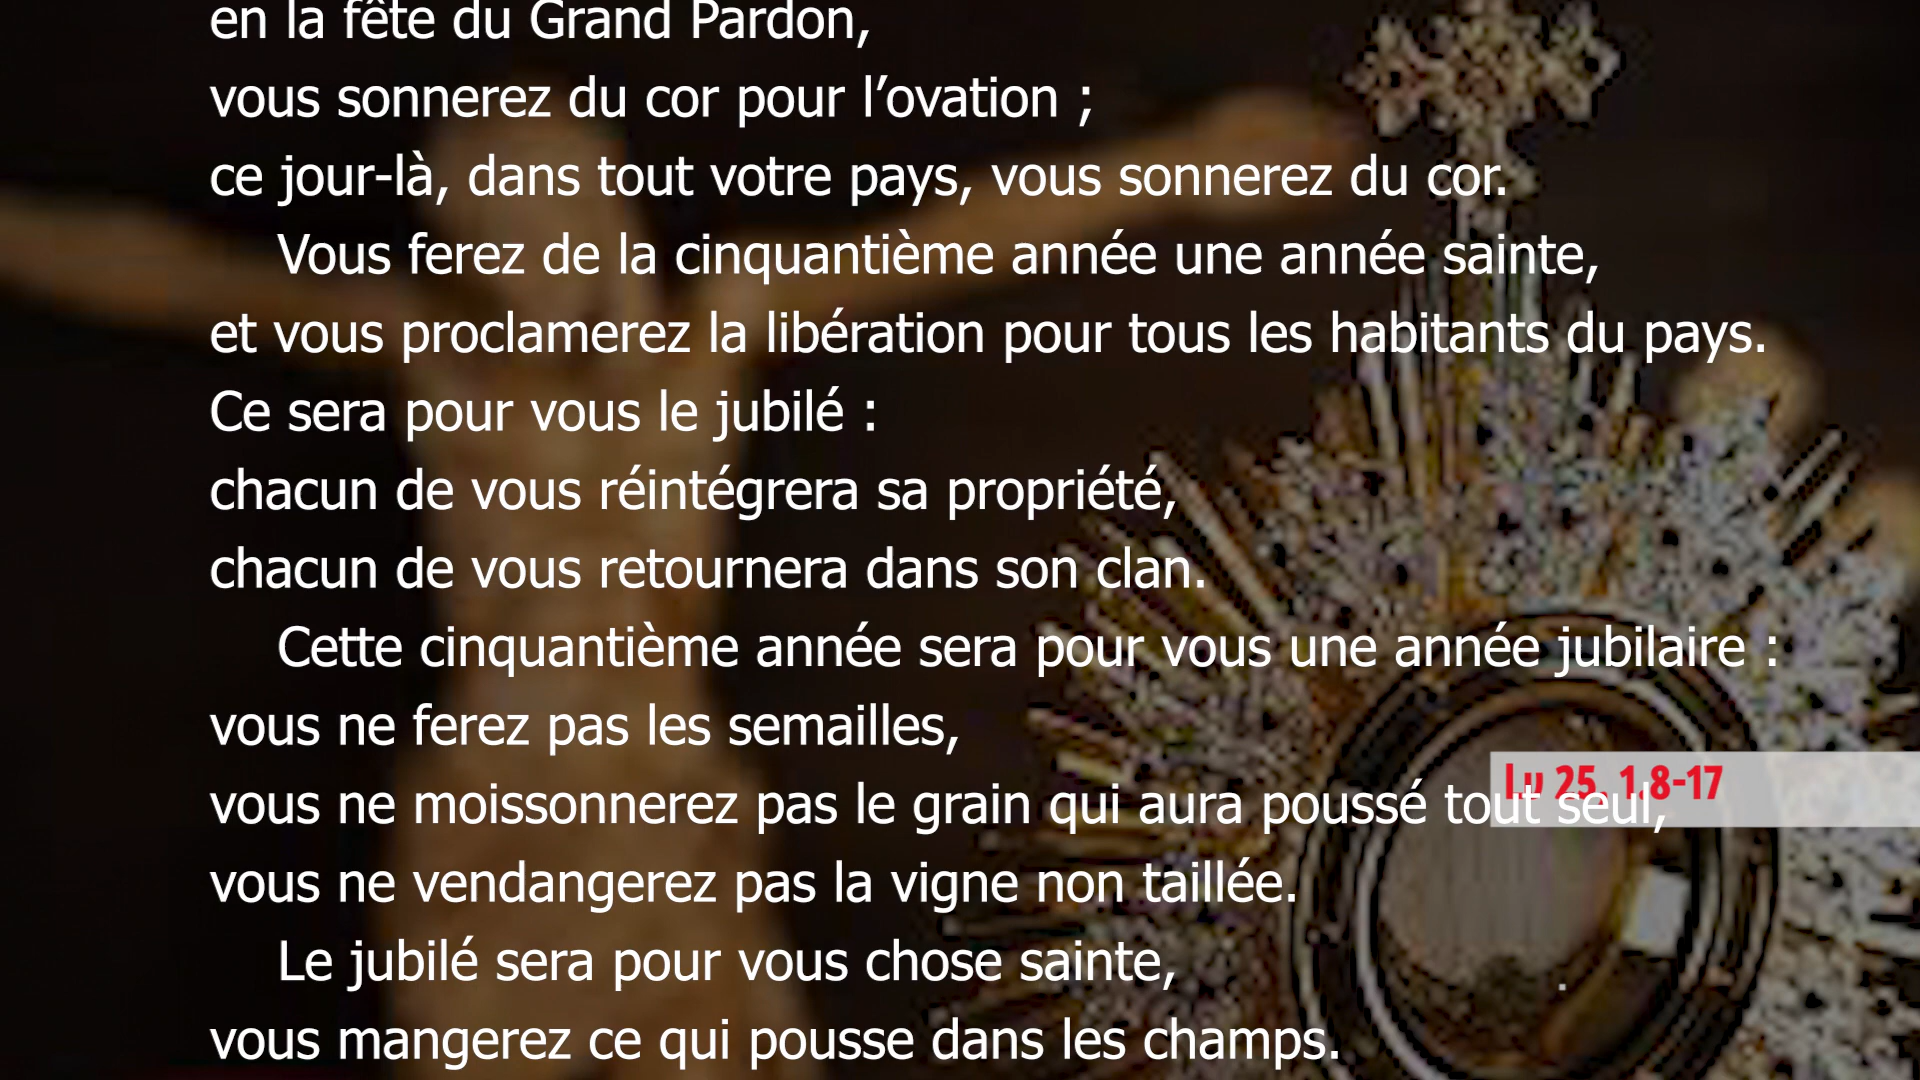 en la fête du Grand Pardon,
vous sonnerez du cor pour l’ovation ;
ce jour-là, dans tout votre pays, vous sonnerez du cor.
Vous ferez de la cinquantième année une année sainte,
et vous proclamerez la libération pour tous les habitants du pays.
Ce sera pour vous le jubilé :
chacun de vous réintégrera sa propriété,
chacun de vous retournera dans son clan.
Cette cinquantième année sera pour vous une année jubilaire :
vous ne ferez pas les semailles,
vous ne moissonnerez pas le grain qui aura poussé tout seul,
Lv 25, 1.8-17
vous ne vendangerez pas la vigne non taillée.
Le jubilé sera pour vous chose sainte,
vous mangerez ce qui pousse dans les champs.